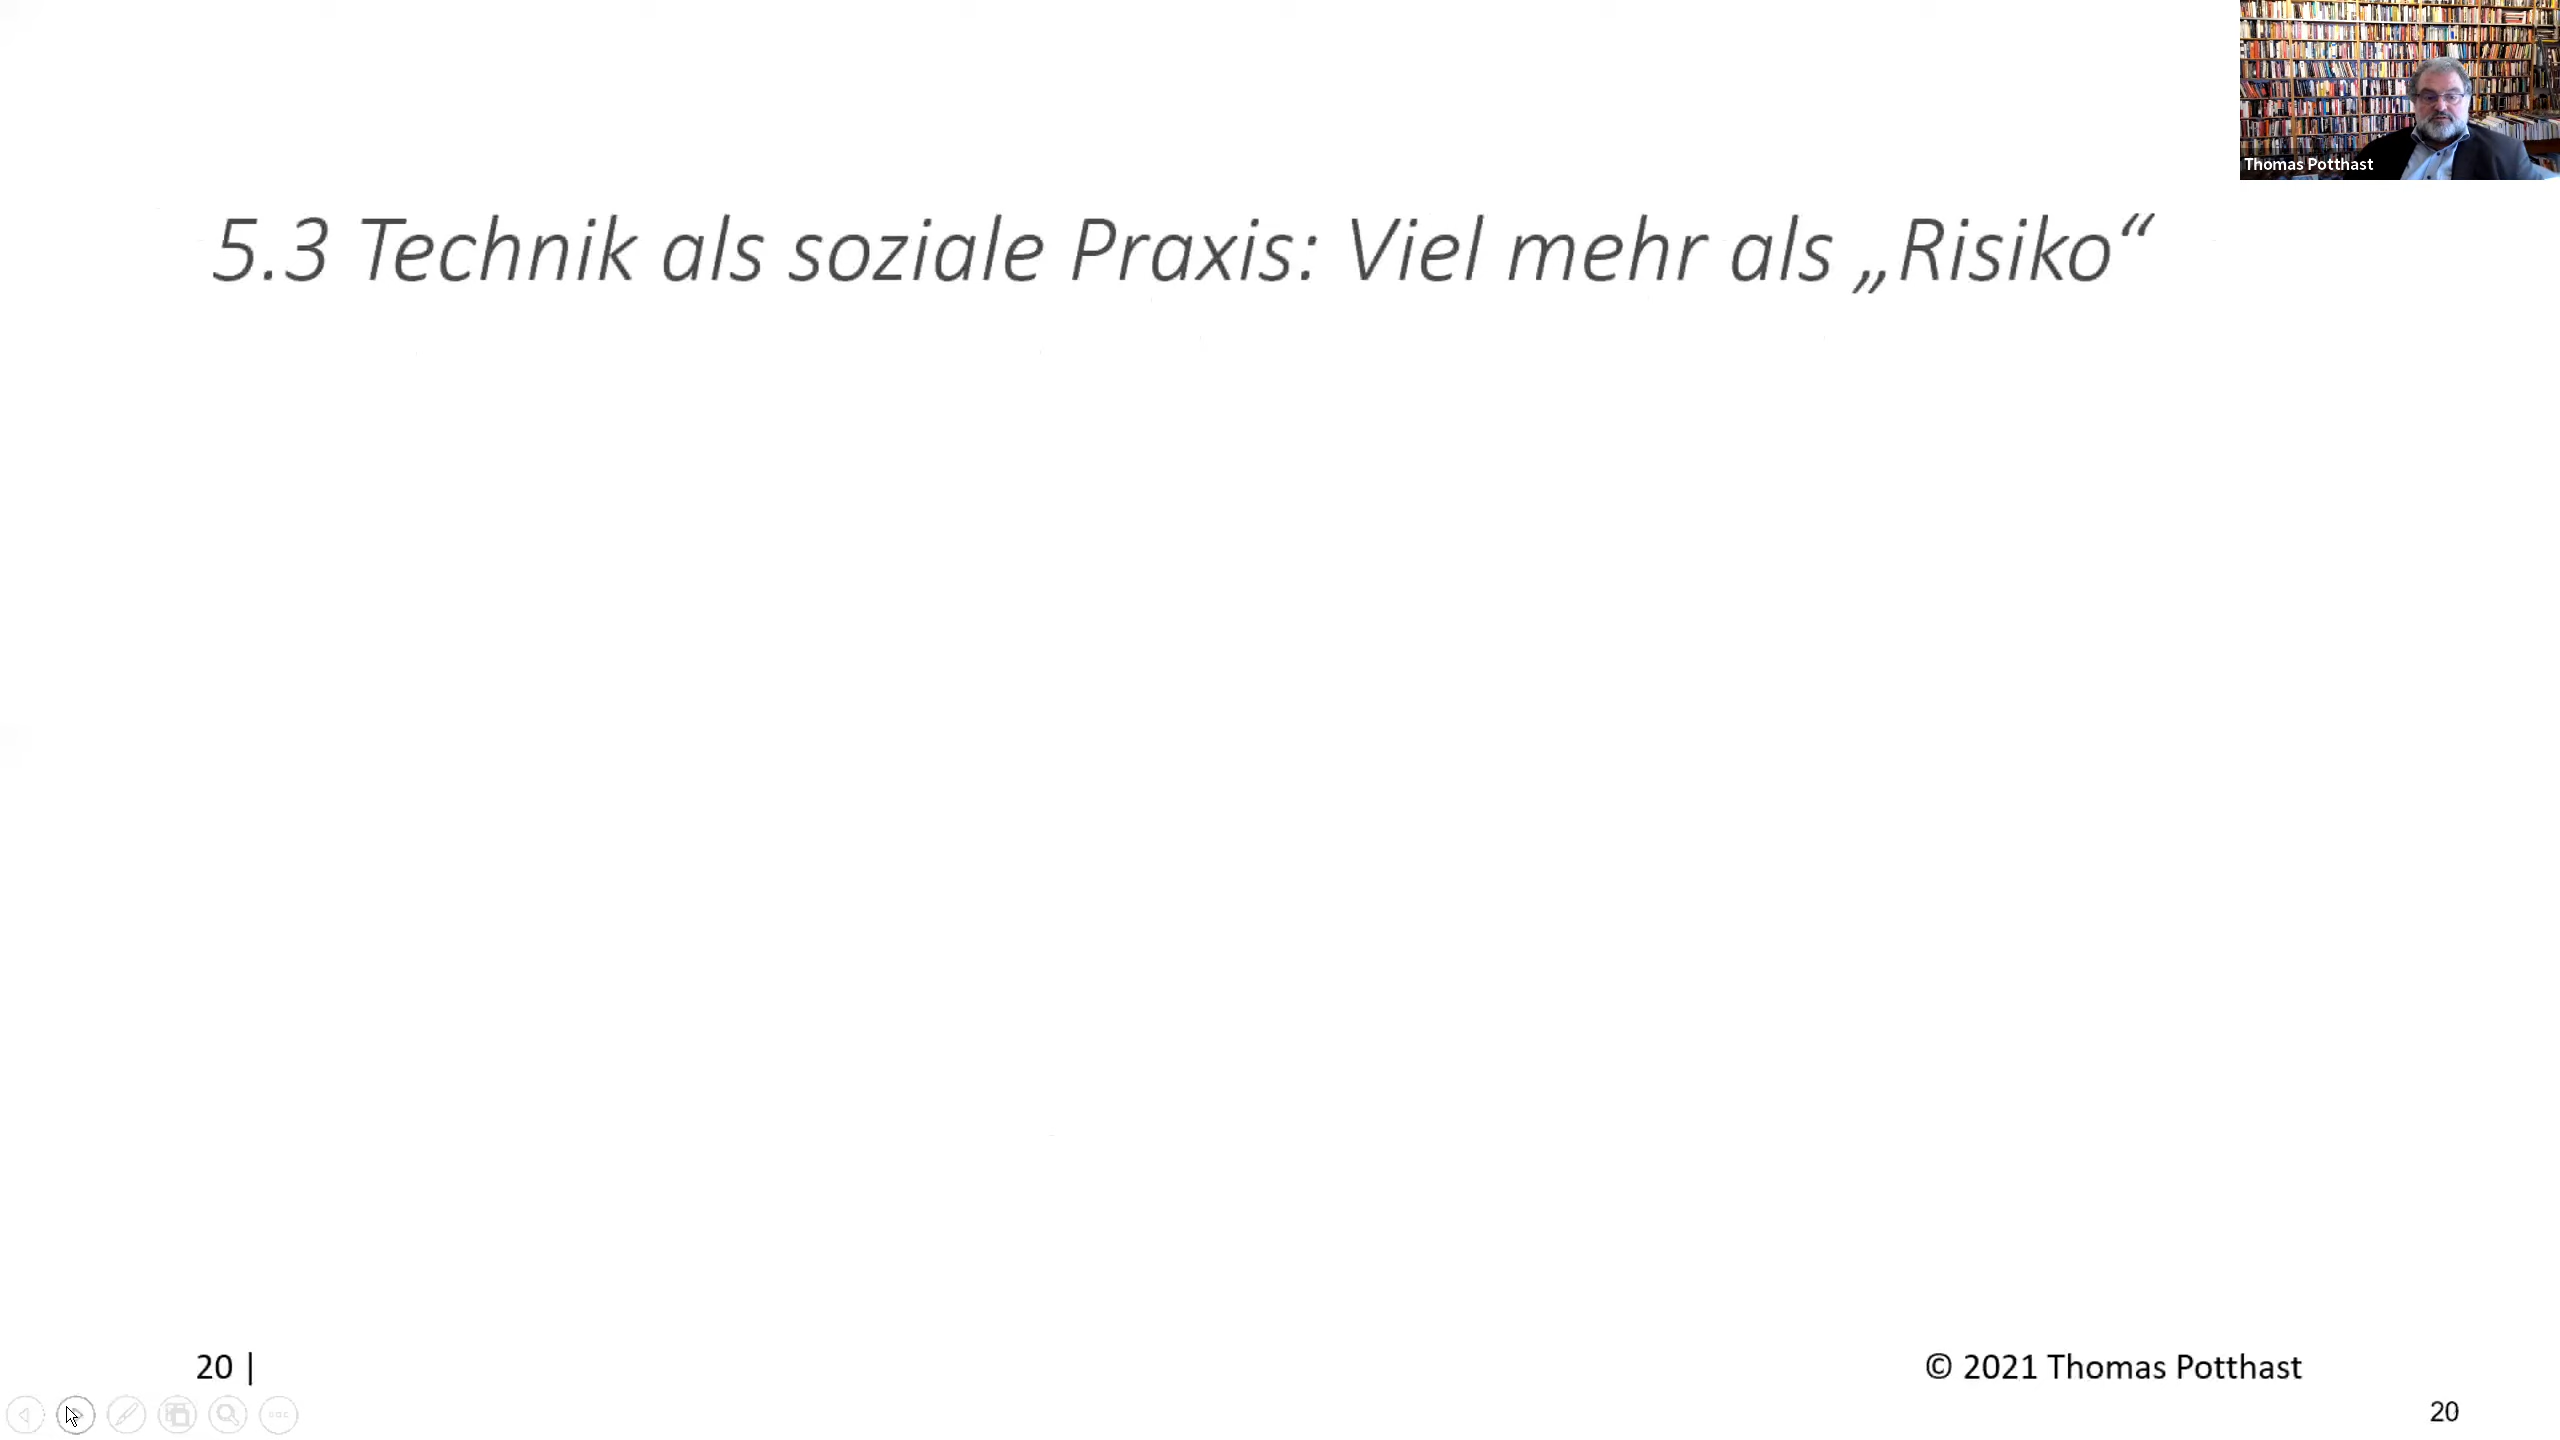 Thomas Potthast
5.3 Technik als soziale Praxis: Viel mehr als „Risiko“
20 |
© 2021 Thomas Potthast
20